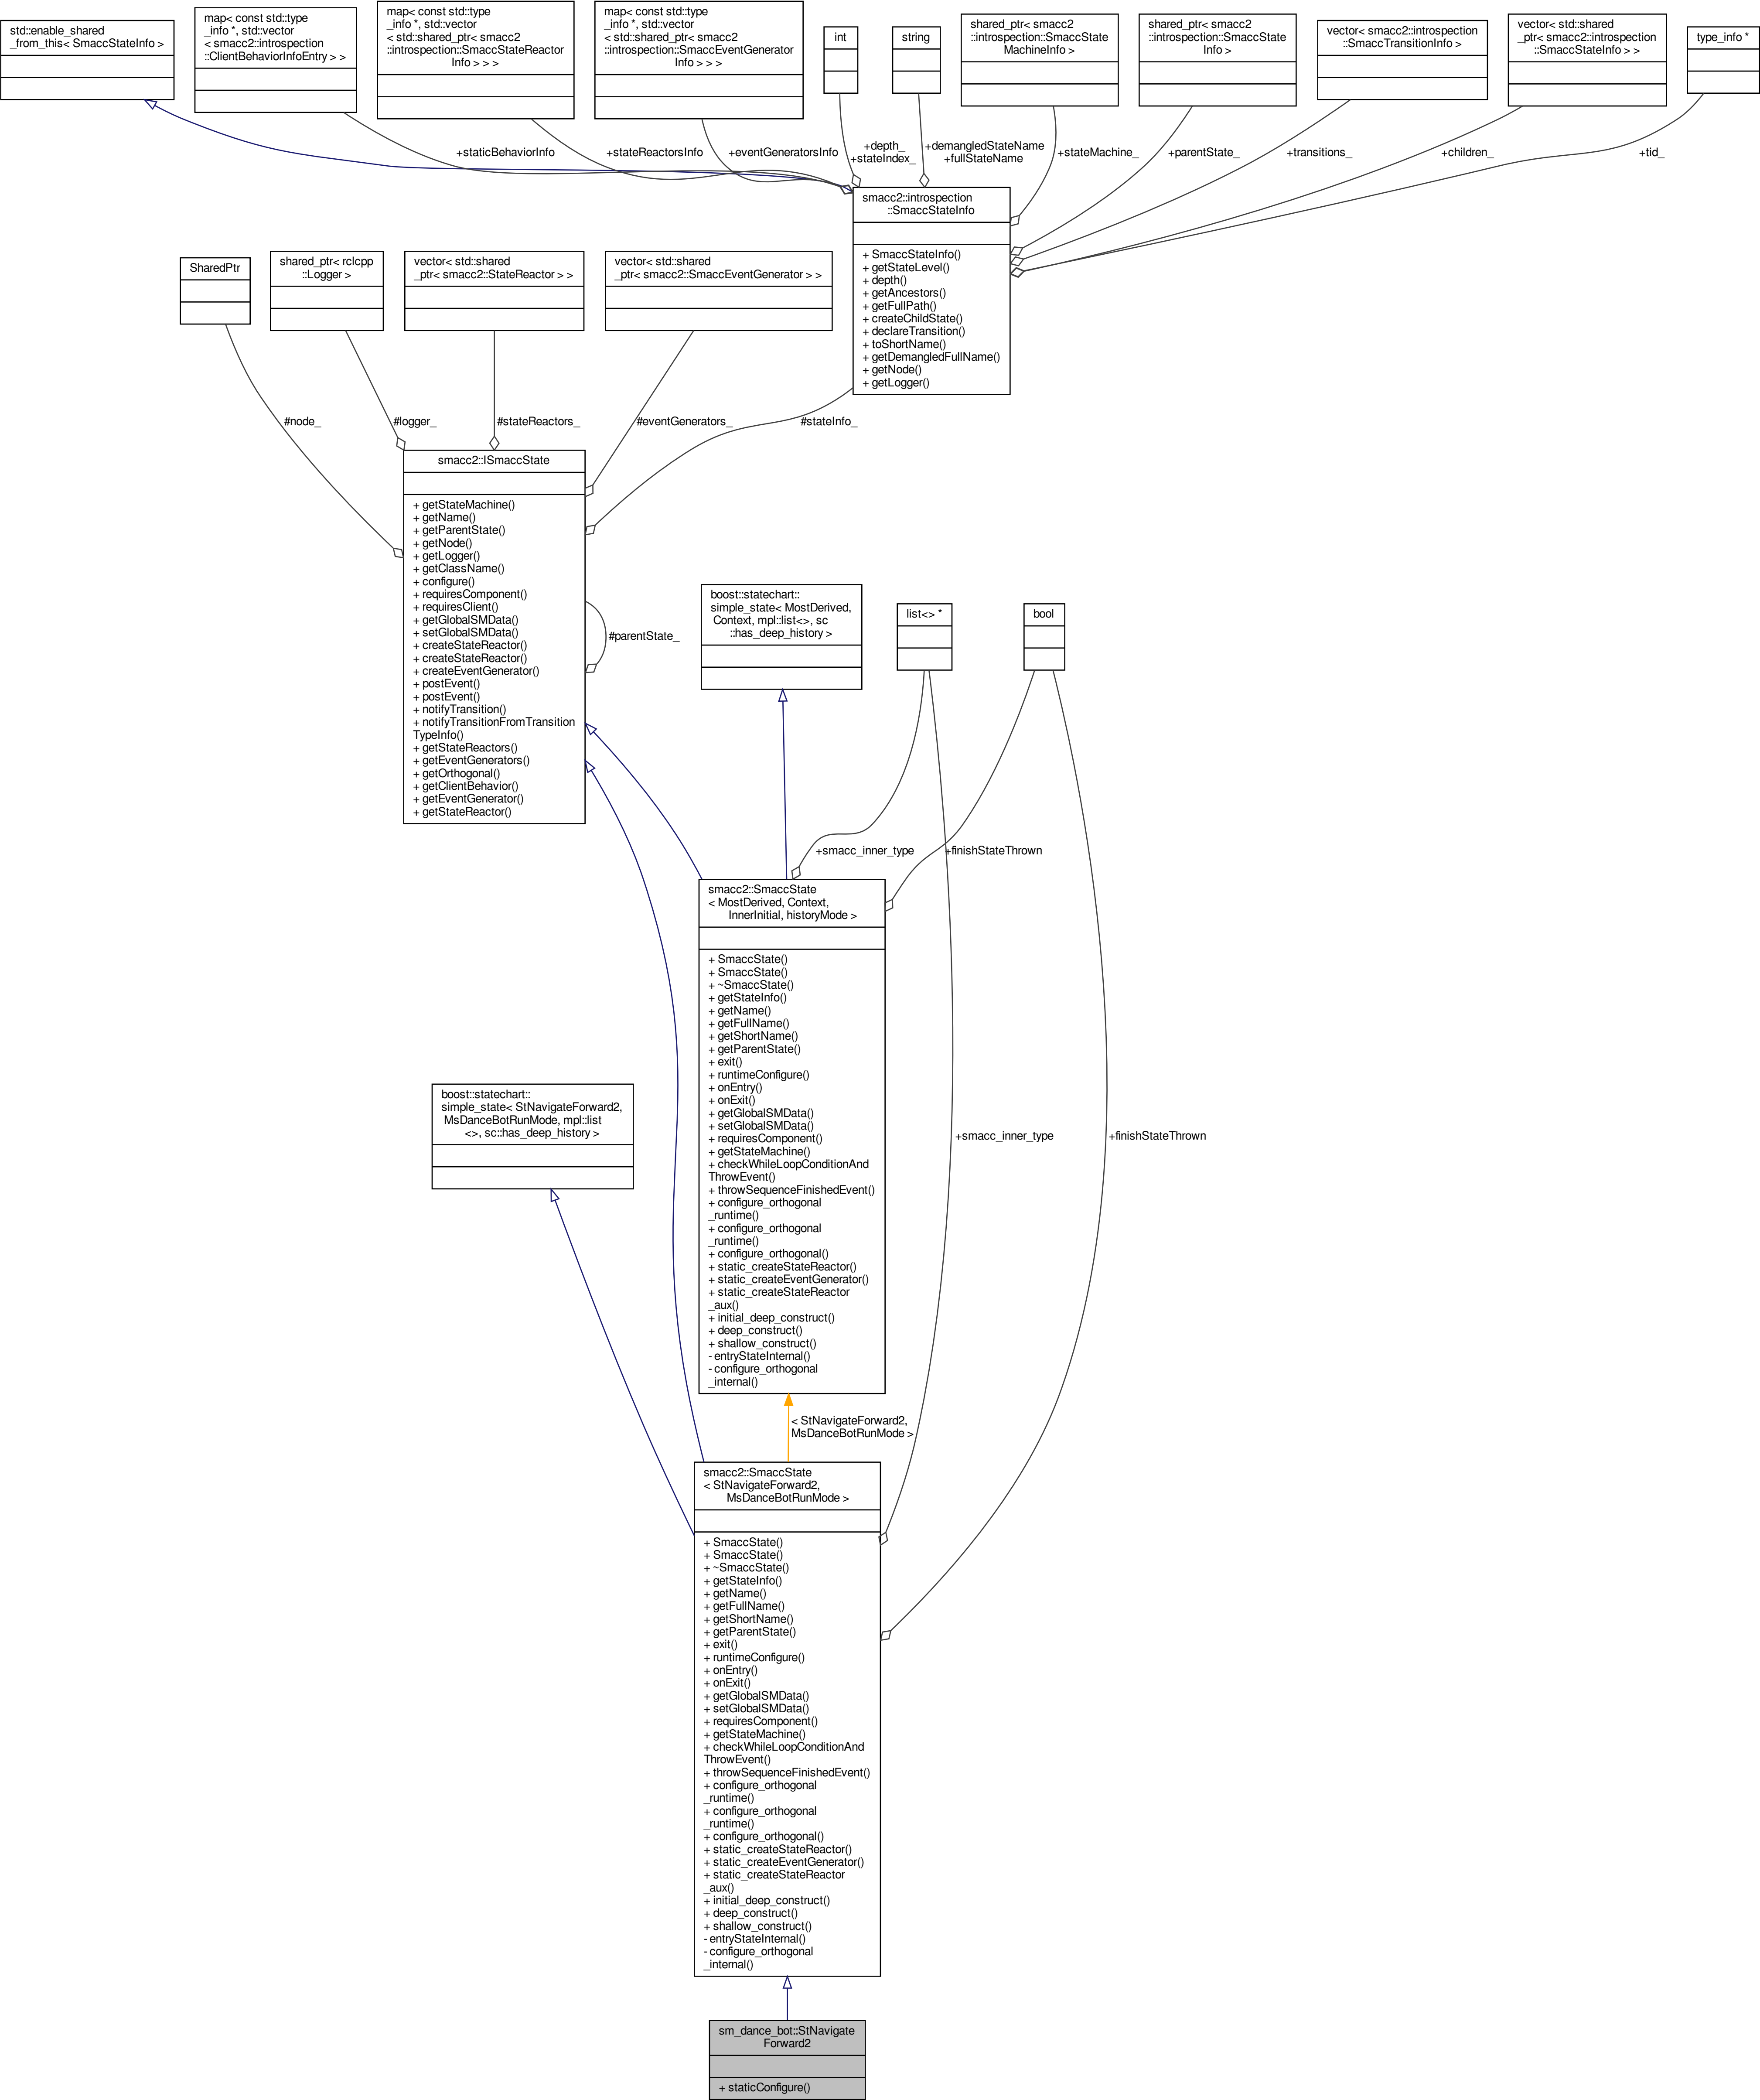 std::enable_shared
_from_this< SmaccStateInfo >
map< const std::type
_info *, std::vector
< smacc2::introspection
::ClientBehaviorInfoEntry > >
map< const std::type
_info *, std::vector
< std::shared_ptr< smacc2
::introspection::SmaccStateReactor
Info > > >
map< const std::type
_info *, std::vector
< std::shared_ptr< smacc2
::introspection::SmaccEventGenerator
Info > > >
int
string
shared_ptr< smacc2
::introspection::SmaccState
MachineInfo >
shared_ptr< smacc2
::introspection::SmaccState
Info >
vector< smacc2::introspection
::SmaccTransitionInfo >
vector< std::shared
_ptr< smacc2::introspection
::SmaccStateInfo > >
type_info *
+staticBehaviorInfo
+stateReactorsInfo
+eventGeneratorsInfo
+depth_
+stateIndex_
+demangledStateName
+fullStateName
+stateMachine_
+parentState_
+transitions_
+children_
+tid_
smacc2::introspection
::SmaccStateInfo
+ SmaccStateInfo()
+ getStateLevel()
+ depth()
+ getAncestors()
+ getFullPath()
+ createChildState()
+ declareTransition()
+ toShortName()
+ getDemangledFullName()
+ getNode()
+ getLogger()
SharedPtr
shared_ptr< rclcpp
::Logger >
vector< std::shared
_ptr< smacc2::StateReactor > >
vector< std::shared
_ptr< smacc2::SmaccEventGenerator > >
#node_
#logger_
#stateReactors_
#eventGenerators_
#stateInfo_
smacc2::ISmaccState
+ getStateMachine()
+ getName()
+ getParentState()
+ getNode()
+ getLogger()
+ getClassName()
+ configure()
+ requiresComponent()
+ requiresClient()
+ getGlobalSMData()
+ setGlobalSMData()
+ createStateReactor()
+ createStateReactor()
+ createEventGenerator()
+ postEvent()
+ postEvent()
+ notifyTransition()
+ notifyTransitionFromTransition
TypeInfo()
+ getStateReactors()
+ getEventGenerators()
+ getOrthogonal()
+ getClientBehavior()
+ getEventGenerator()
+ getStateReactor()
#parentState_
boost::statechart::
simple_state< MostDerived,
Context, mpl::list<>, sc
::has_deep_history >
list<> *
bool
+smacc_inner_type
+finishStateThrown
smacc2::SmaccState
< MostDerived, Context,
InnerInitial, historyMode >
+ SmaccState()
+ SmaccState()
+ ~SmaccState()
+ getStateInfo()
+ getName()
+ getFullName()
+ getShortName()
+ getParentState()
+ exit()
+ runtimeConfigure()
+ onEntry()
+ onExit()
+ getGlobalSMData()
+ setGlobalSMData()
+ requiresComponent()
+ getStateMachine()
+ checkWhileLoopConditionAnd
ThrowEvent()
+ throwSequenceFinishedEvent()
+ configure_orthogonal
_runtime()
+ configure_orthogonal
_runtime()
+ configure_orthogonal()
+ static_createStateReactor()
+ static_createEventGenerator()
+ static_createStateReactor
_aux()
+ initial_deep_construct()
+ deep_construct()
+ shallow_construct()
- entryStateInternal()
- configure_orthogonal
_internal()
boost::statechart::
simple_state< StNavigateForward2,
MsDanceBotRunMode, mpl::list
<>, sc::has_deep_history >
+smacc_inner_type
+finishStateThrown
< StNavigateForward2,
MsDanceBotRunMode >
smacc2::SmaccState
< StNavigateForward2,
MsDanceBotRunMode >
+ SmaccState()
+ SmaccState()
+ ~SmaccState()
+ getStateInfo()
+ getName()
+ getFullName()
+ getShortName()
+ getParentState()
+ exit()
+ runtimeConfigure()
+ onEntry()
+ onExit()
+ getGlobalSMData()
+ setGlobalSMData()
+ requiresComponent()
+ getStateMachine()
+ checkWhileLoopConditionAnd
ThrowEvent()
+ throwSequenceFinishedEvent()
+ configure_orthogonal
_runtime()
+ configure_orthogonal
_runtime()
+ configure_orthogonal()
+ static_createStateReactor()
+ static_createEventGenerator()
+ static_createStateReactor
_aux()
+ initial_deep_construct()
+ deep_construct()
+ shallow_construct()
- entryStateInternal()
- configure_orthogonal
_internal()
sm_dance_bot::StNavigate
Forward2
+ staticConfigure()